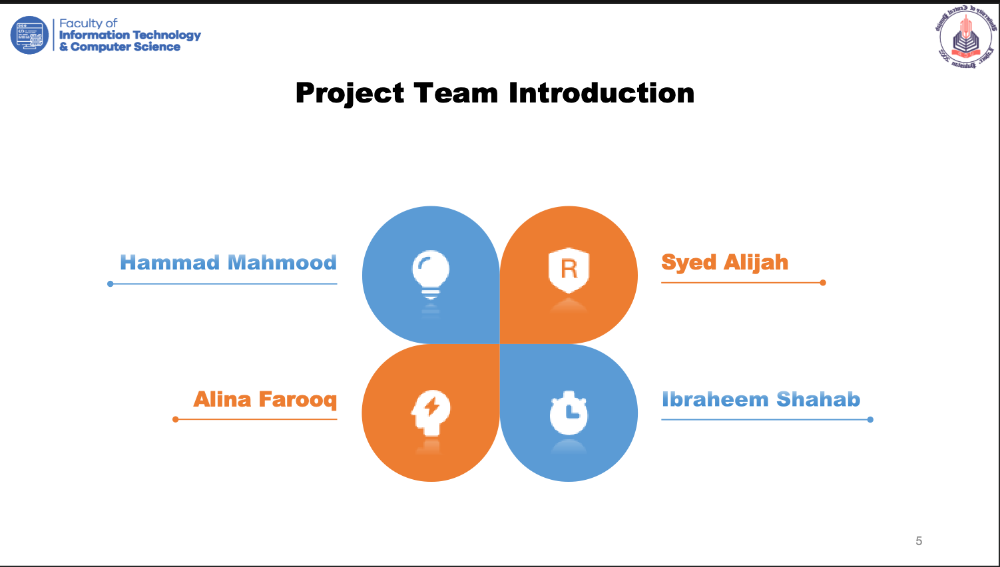 Faculty of
Information Technology
& Computer Science
Project Team Introduction
Hammad Mahmood
R
Syed Alijah
Alina Farooq
Ibraheem Shahab
5